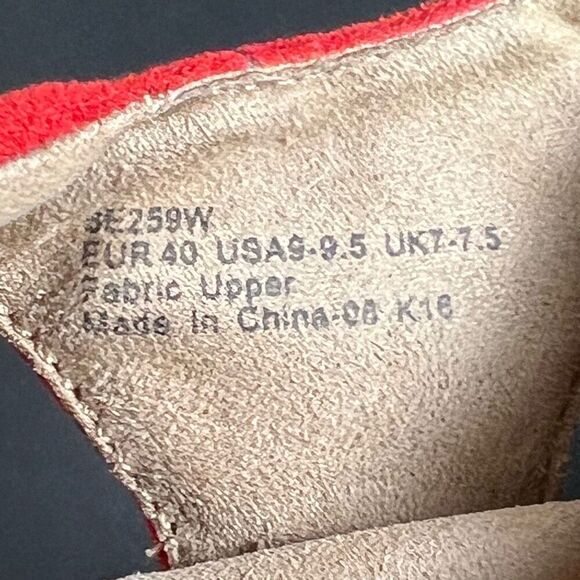 EUR 40 USA9-9.5 UK7-7.5
Fabric Upper
Made In China-08 K16